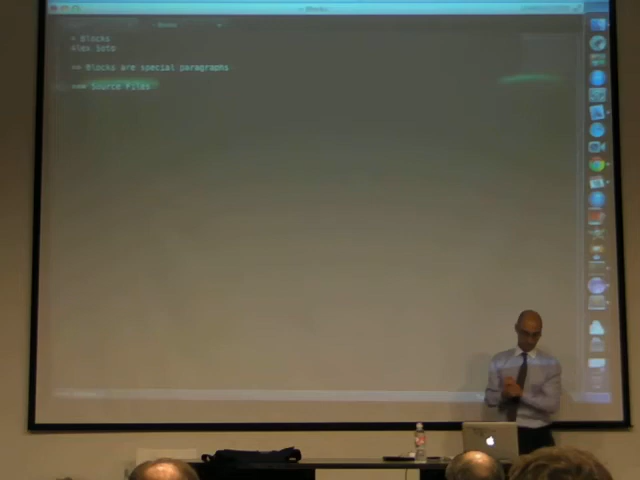 = Blocks
Alex Soto
== Blocks are special paragraphs
=== Source Files